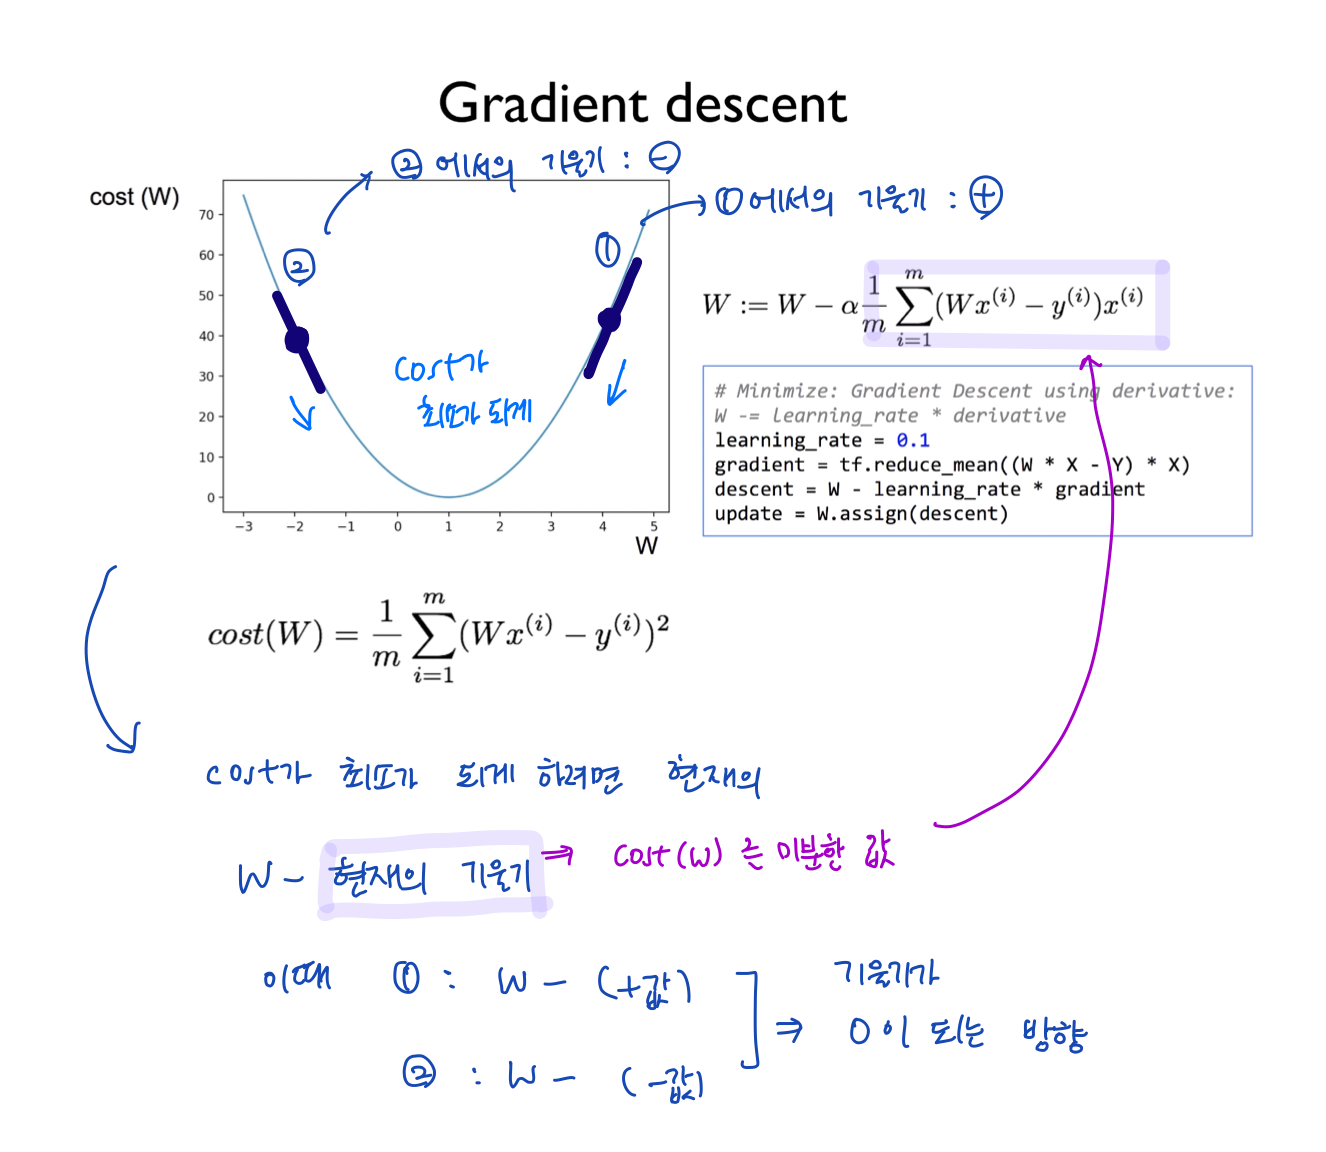 Gradient descent
② 에서의 기울기 : ⊖
cost (W)
① 에서의 기울기 : ⊕
70
60
50
40
30
20
10
0
②
①
cost가
최소가 되게
−3 −2 −1 0 1 2 3 4 5
W
W := W − α 1/m ∑_{i=1}^{m} (Wx^{(i)} − y^{(i)})x^{(i)}
# Minimize: Gradient Descent using derivative:
W -= Learning_rate * derivative
learning_rate = 0.1
gradient = tf.reduce_mean((W * X - Y) * X)
descent = W - learning_rate * gradient
update = W.assign(descent)
cost(W) = 1/m ∑_{i=1}^{m} (Wx^{(i)} − y^{(i)})^2
cost가 최소가 되게 하려면 현재의
W − 현재의 기울기 ⇒ cost(W) 를 미분한 값
이때 ① : W − (+값)
② : W − (−값)
⇒ 기울기가
0이 되는 방향